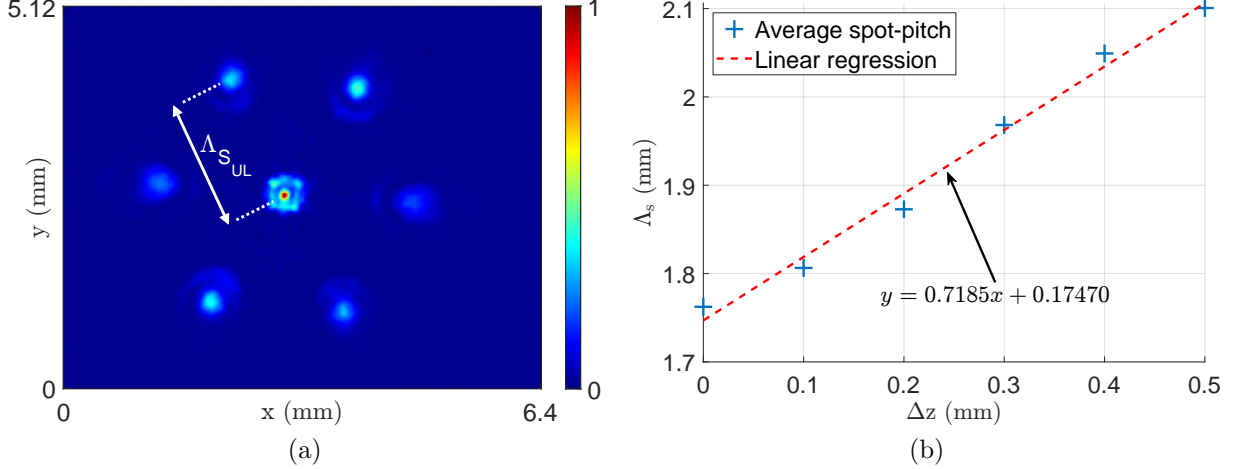 5.12
y (mm)
0
0
x (mm)
6.4
Λ_{S_{UL}}
1
0
(a)
Average spot-pitch
Linear regression
2.1
2
1.9
1.8
1.7
Λ_s (mm)
y = 0.7185x + 0.17470
0
0.1
0.2
0.3
0.4
0.5
Δz (mm)
(b)